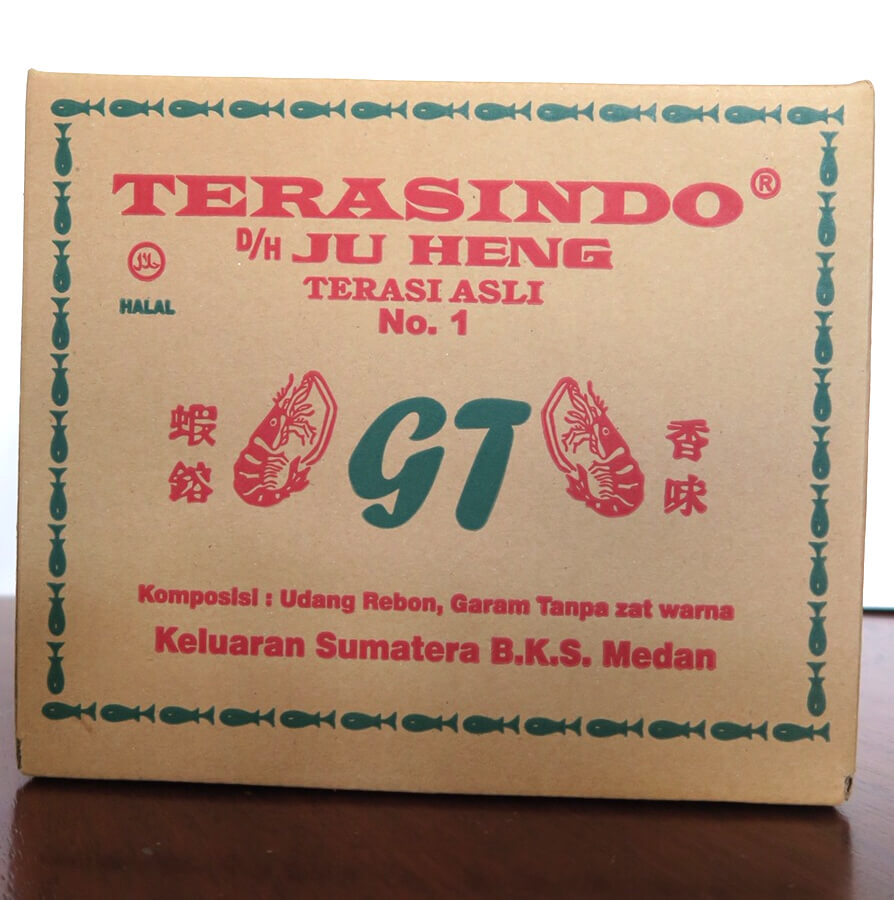 TERASINDO®
D/H JU HENG
TERASI ASLI
No. 1
HALAL
蝦
GT
香
味
Komposisi : Udang Rebon, Garam Tanpa zat warna
Keluaran Sumatera B.K.S. Medan